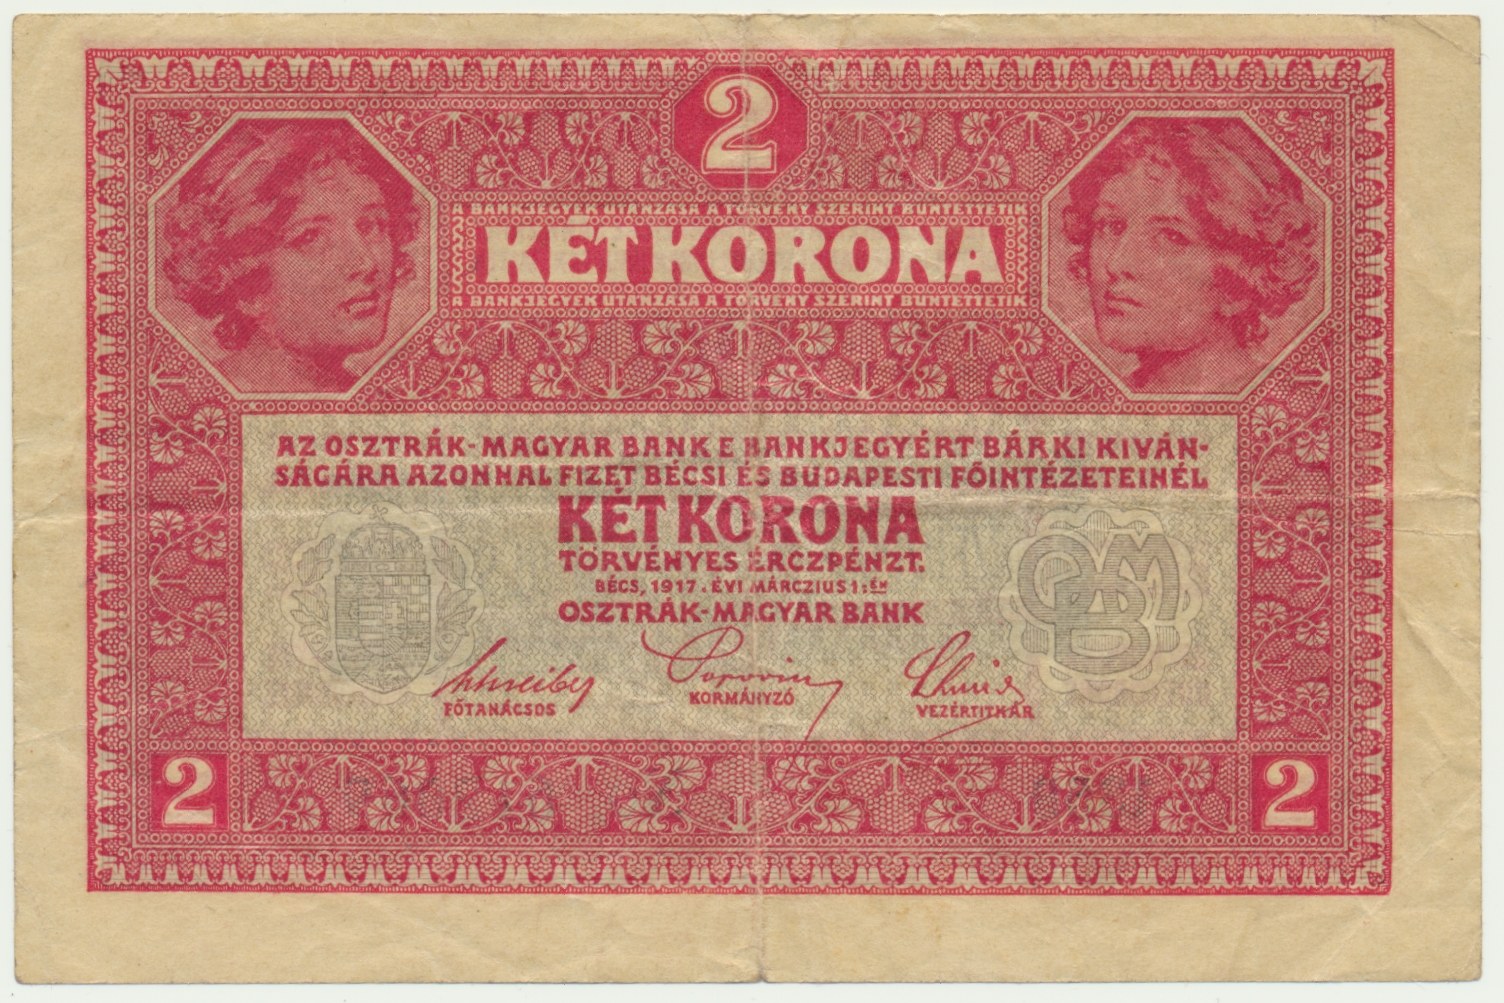 2
A BANKJEGYEK UTÁNZÁSA A TÖRVÉNY SZERINT BÜNTETTETIK
KÉT KORONA
A BANKJEGYEK UTÁNZÁSA A TÖRVÉNY SZERINT BÜNTETTETIK
AZ OSZTRÁK-MAGYAR BANK E BANKJEGYÉRT BÁRKI KIVÁN-
SÁGÁRA AZONNAL FIZET BÉCSI ÉS BUDAPESTI FŐINTÉZETEINÉL
KÉT KORONA
TÖRVÉNYES ÉRCZPÉNZT.
BÉCS, 1917. ÉVI MÁRCZIUS 1:ÉN
OSZTRÁK-MAGYAR BANK
FŐTANÁCSOS KORMÁNYZÓ VEZÉRTITKÁR
2 2